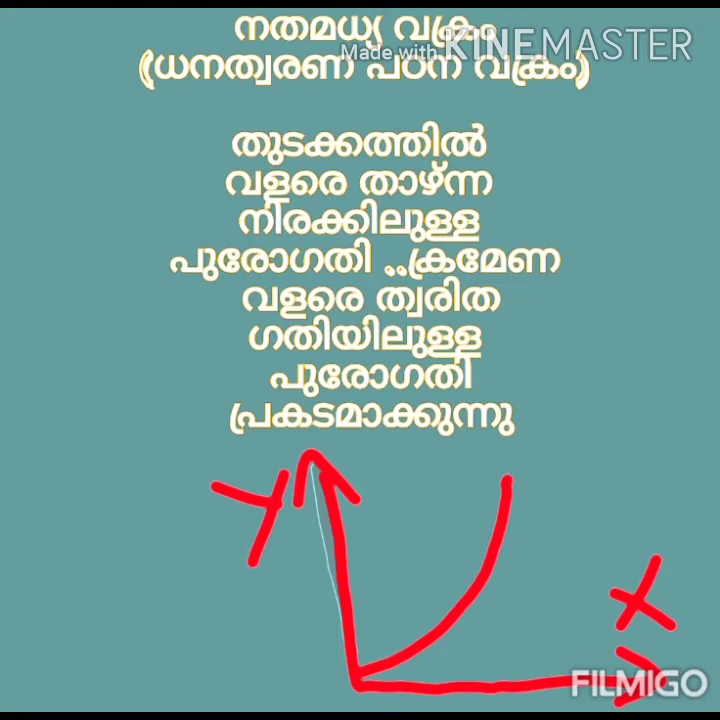 നതമധ്യ വക്രം
Made with KINEMASTER
(ധനത്വരണ പഠന വക്രം)
തുടക്കത്തിൽ
വളരെ താഴ്ന്ന
നിരക്കിലുള്ള
പുരോഗതി ..ക്രമേണ
വളരെ ത്വരിത
ഗതിയിലുള്ള
പുരോഗതി
പ്രകടമാക്കുന്നു
Y
X
FILMIGO